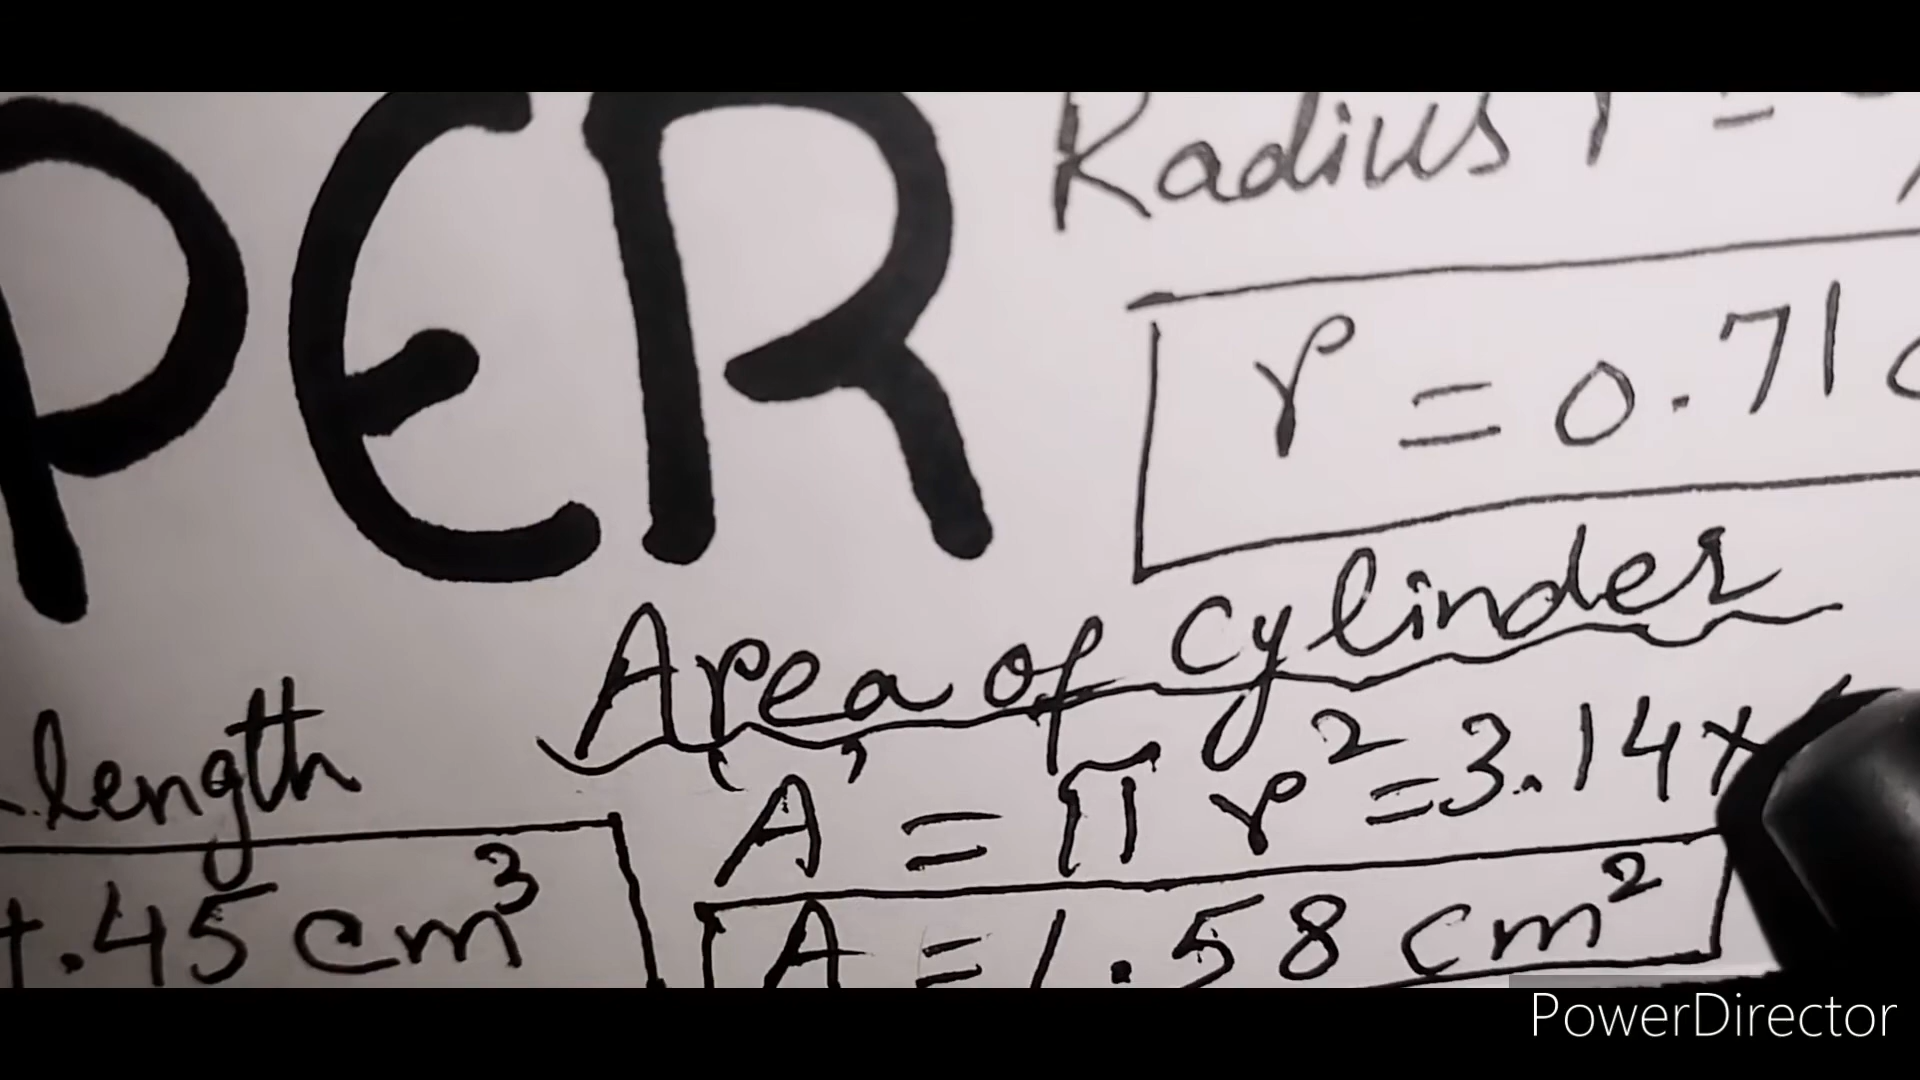 PER
Radius r =
r = 0.71
Area of cylinder
length
'A' = π r² = 3.14 x
.45 cm³
A = 1.58 cm²
PowerDirector